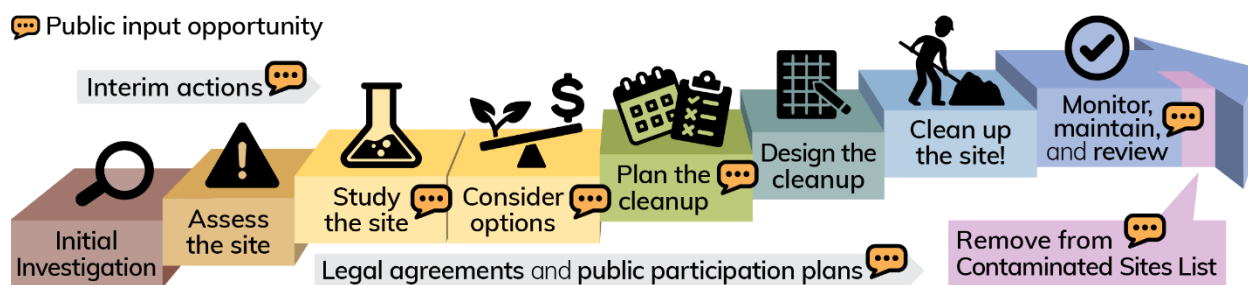 Public input opportunity
Interim actions
Initial
Investigation
Assess
the site
Study
the site
Consider
options
Plan the
cleanup
Design the
cleanup
Clean up
the site!
Monitor,
maintain,
and review
Legal agreements and public participation plans
Remove from
Contaminated Sites List